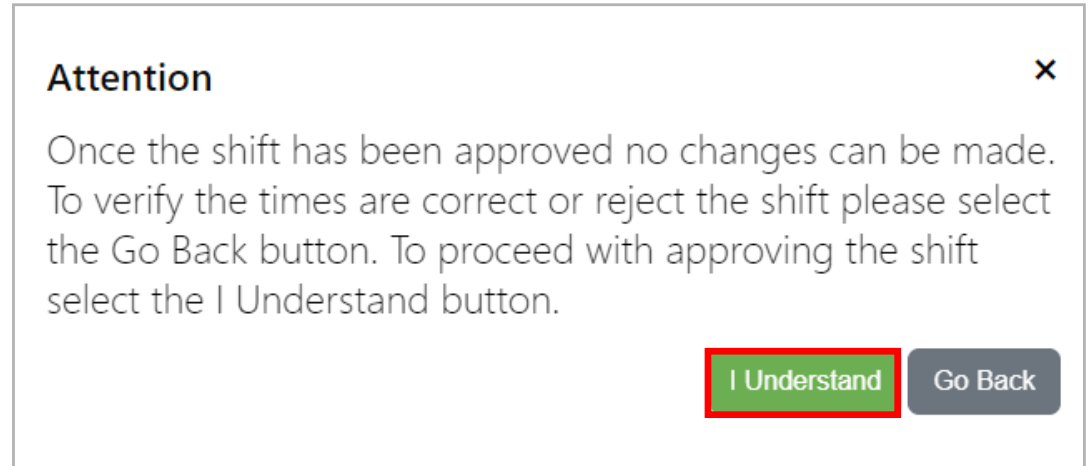 Attention
Once the shift has been approved no changes can be made.
To verify the times are correct or reject the shift please select
the Go Back button. To proceed with approving the shift
select the I Understand button.
I Understand
Go Back